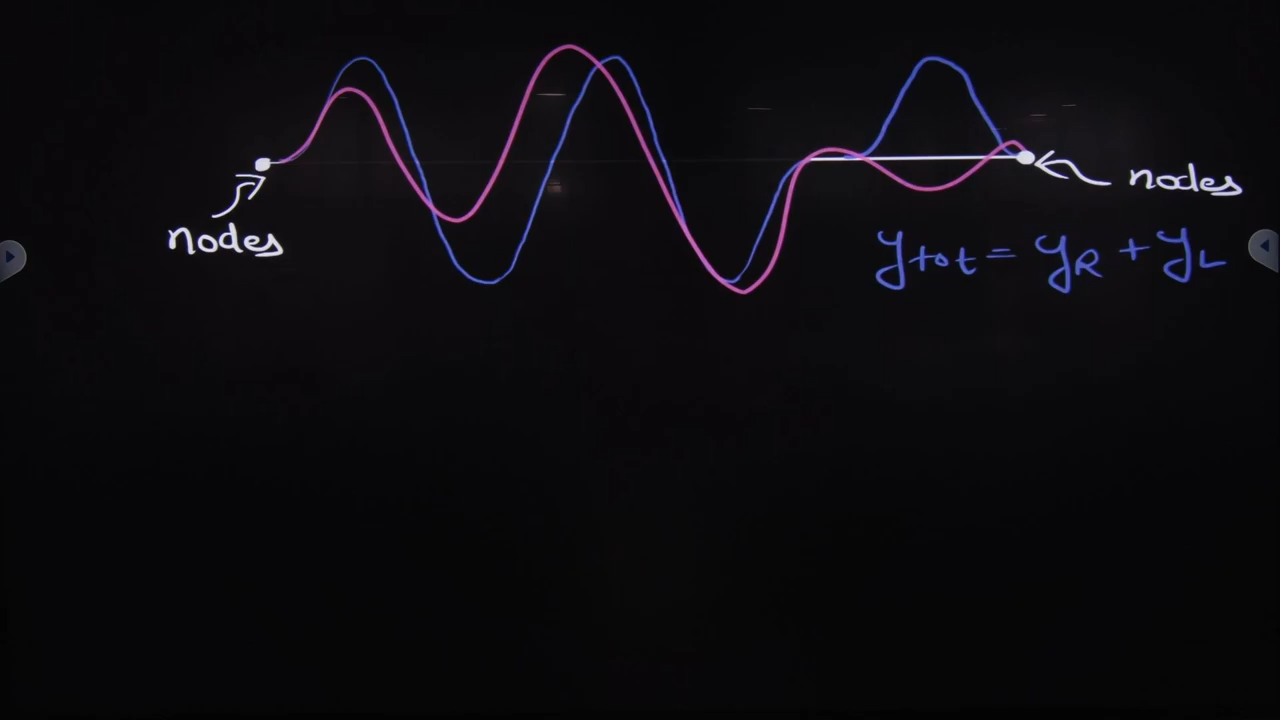 nodes
nodes
y_tot = y_R + y_L